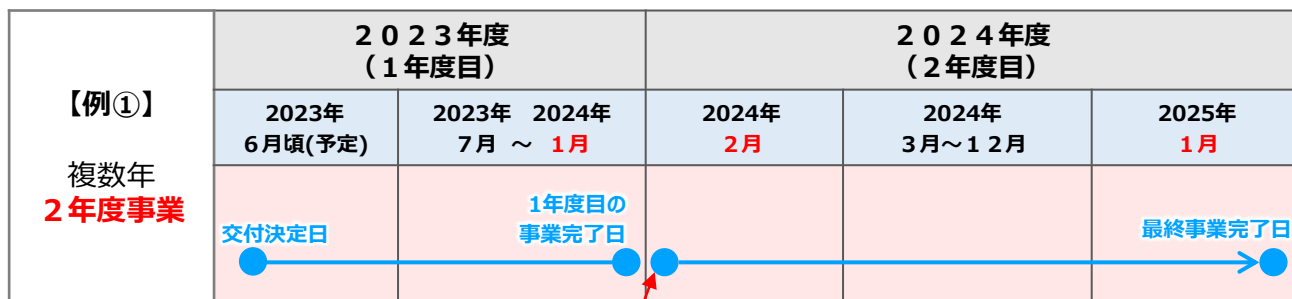 ２０２３年度
（１年度目）
２０２４年度
（２年度目）
【例①】
複数年
２年度事業
2023年
６月頃(予定)
2023年　2024年
７月 ～ １月
2024年
２月
2024年
３月～１２月
2025年
１月
交付決定日
1年度目の
事業完了日
最終事業完了日